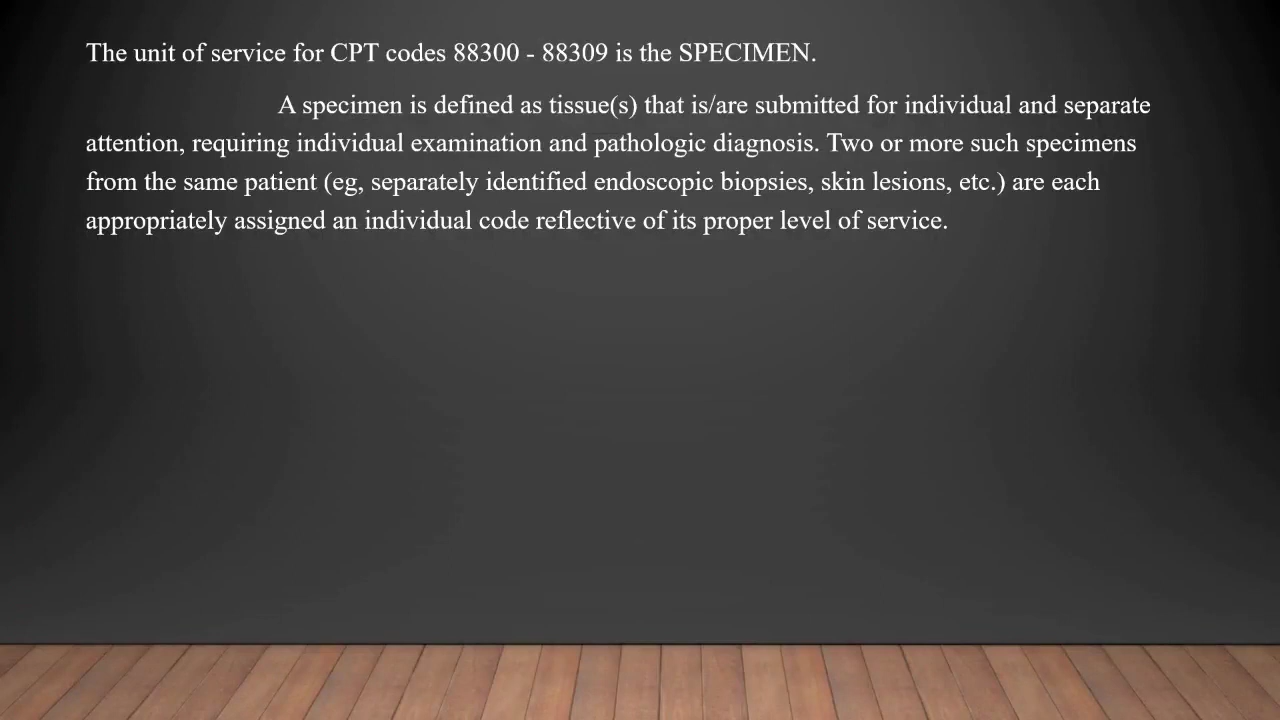 The unit of service for CPT codes 88300 - 88309 is the SPECIMEN.
A specimen is defined as tissue(s) that is/are submitted for individual and separate
attention, requiring individual examination and pathologic diagnosis. Two or more such specimens
from the same patient (eg, separately identified endoscopic biopsies, skin lesions, etc.) are each
appropriately assigned an individual code reflective of its proper level of service.